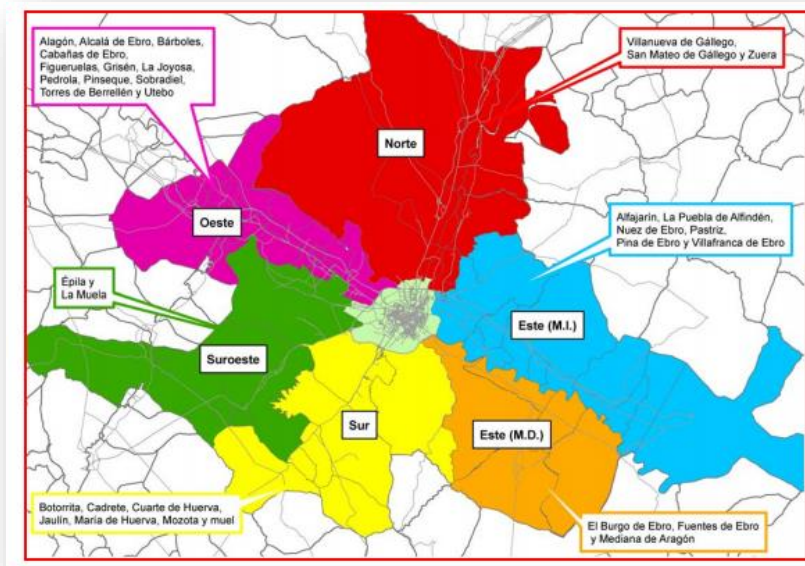 Alagón, Alcalá de Ebro, Bárboles,
Cabañas de Ebro,
Figueruelas, Grisén, La Joyosa,
Pedrola, Pinseque, Sobradiel,
Torres de Berrellén y Utebo
Villanueva de Gállego,
San Mateo de Gállego y Zuera
Norte
Oeste
Alfajarín, La Puebla de Alfindén,
Nuez de Ebro, Pastriz,
Pina de Ebro y Villafranca de Ebro
Épila y
La Muela
Este (M.I.)
Suroeste
Sur
Este (M.D.)
Botorrita, Cadrete, Cuarte de Huerva,
Jaulín, María de Huerva, Mozota y muel
El Burgo de Ebro, Fuentes de Ebro
y Mediana de Aragón